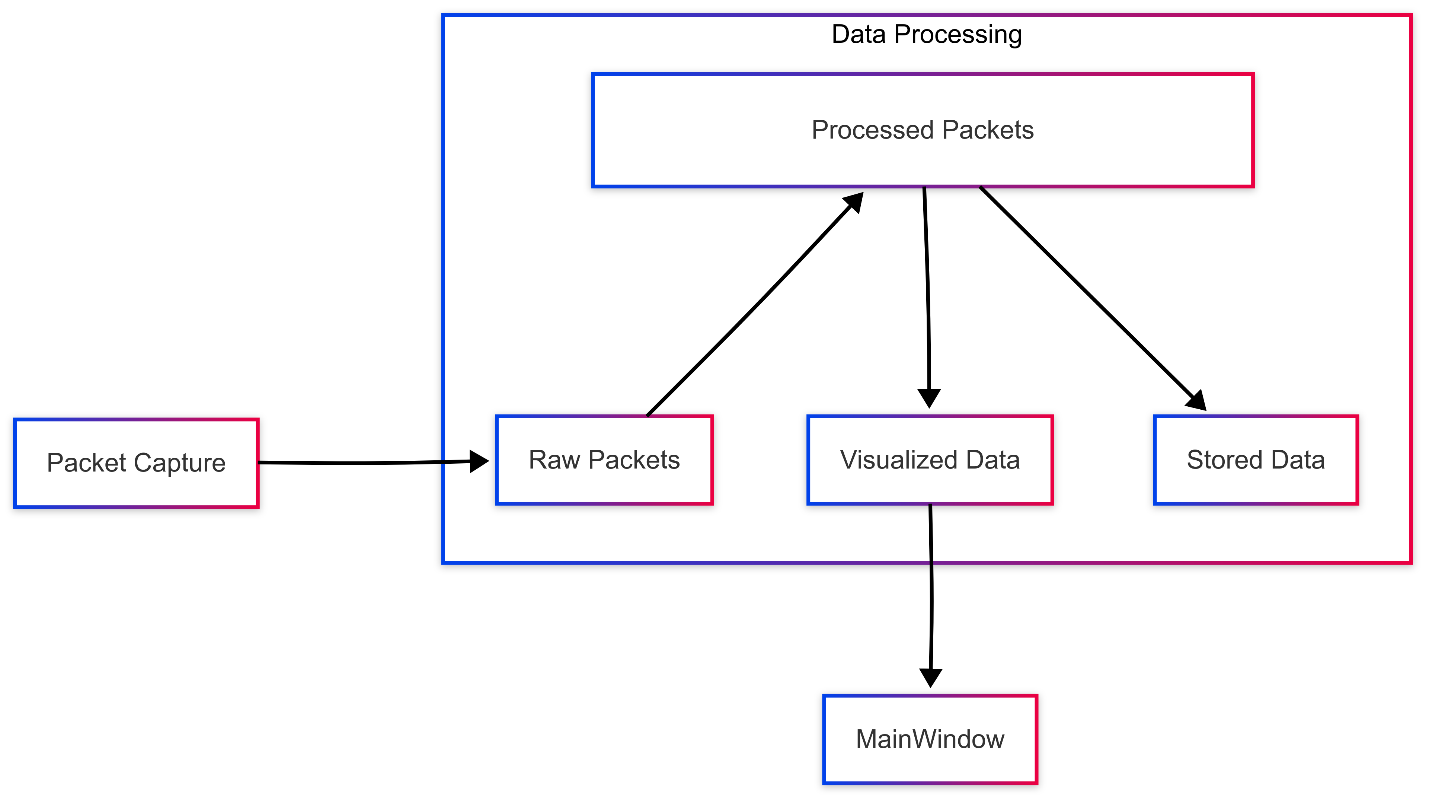 Data Processing
Processed Packets
Packet Capture
Raw Packets
Visualized Data
Stored Data
MainWindow